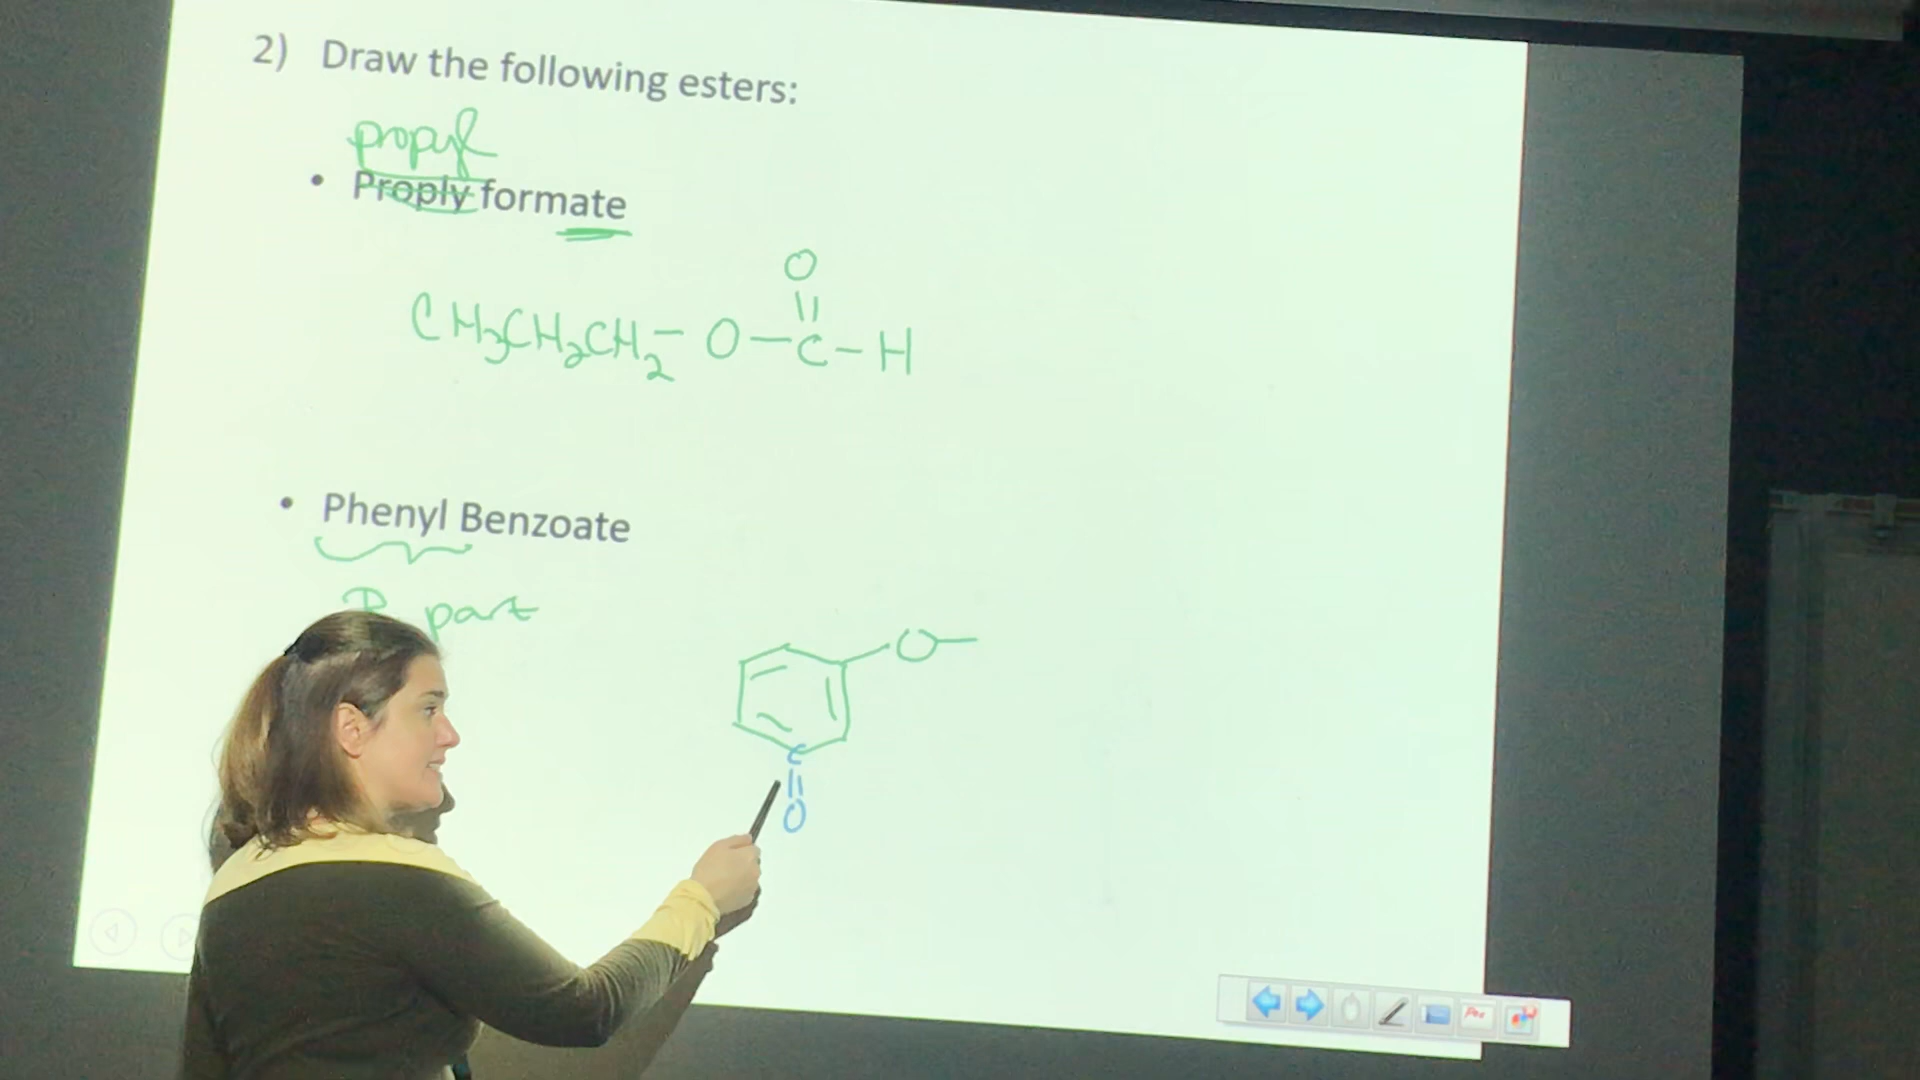 2) Draw the following esters:
propyl
• Proply formate
O
CH3CH2CH2 - O - C - H
• Phenyl Benzoate
part
O
C
O